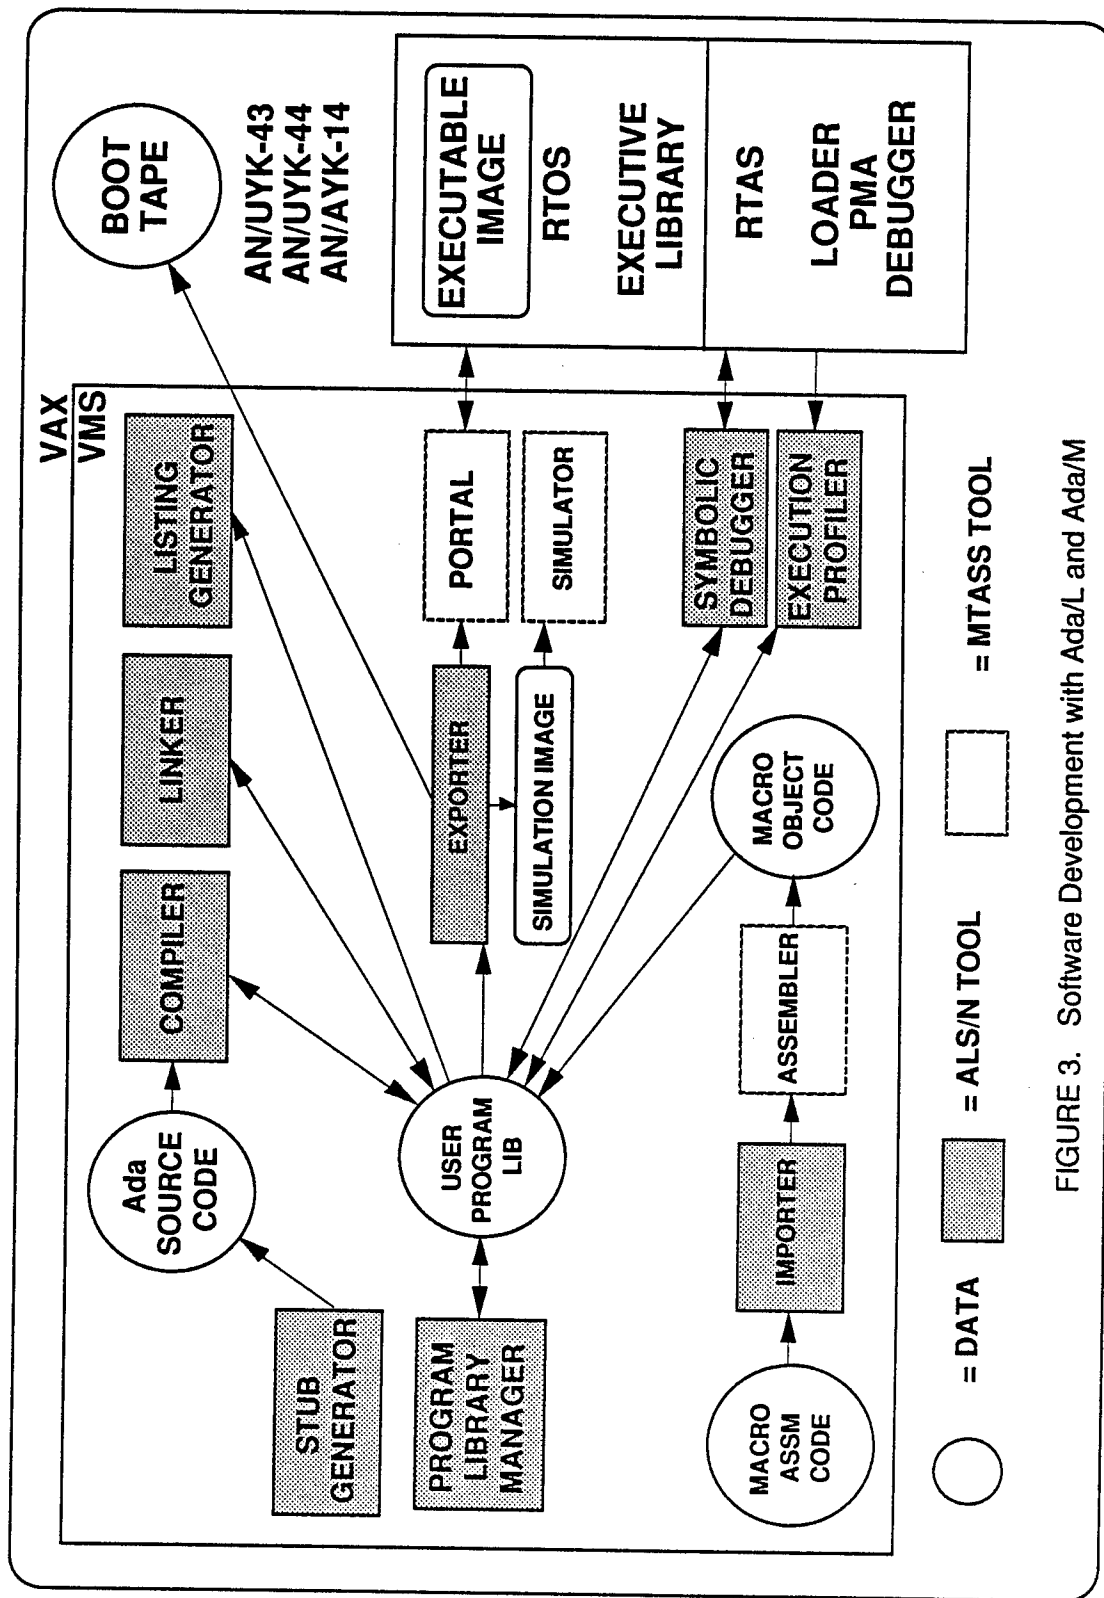 VAX
VMS
Ada
SOURCE
CODE
COMPILER
LINKER
LISTING
GENERATOR
BOOT
TAPE
AN/UYK-43
AN/UYK-44
AN/AYK-14
STUB
GENERATOR
PROGRAM
LIBRARY
MANAGER
USER
PROGRAM
LIB
EXPORTER
PORTAL
SIMULATION IMAGE
SIMULATOR
EXECUTABLE
IMAGE
RTOS
EXECUTIVE
LIBRARY
RTAS
LOADER
PMA
DEBUGGER
SYMBOLIC
DEBUGGER
EXECUTION
PROFILER
MACRO
ASSM
CODE
IMPORTER
ASSEMBLER
MACRO
OBJECT
CODE
= DATA
= ALS/N TOOL
= MTASS TOOL
FIGURE 3. Software Development with Ada/L and Ada/M